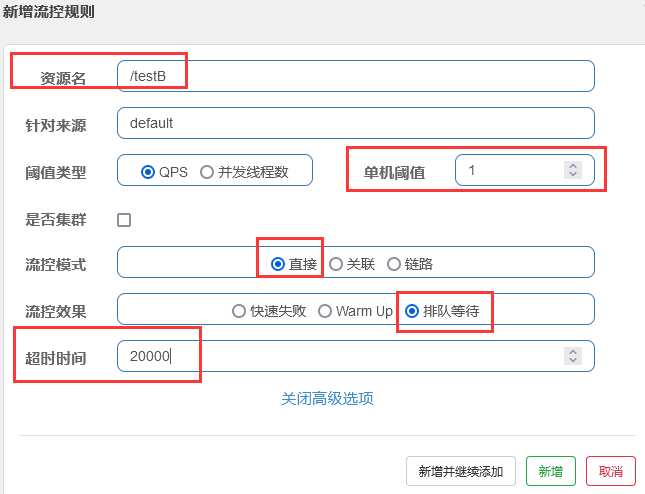 新增流控规则
资源名 /testB
针对来源 default
阈值类型 QPS 并发线程数 单机阈值 1
是否集群
流控模式 直接 关联 链路
流控效果 快速失败 Warm Up 排队等待
超时时间 20000
关闭高级选项
新增并继续添加 新增 取消